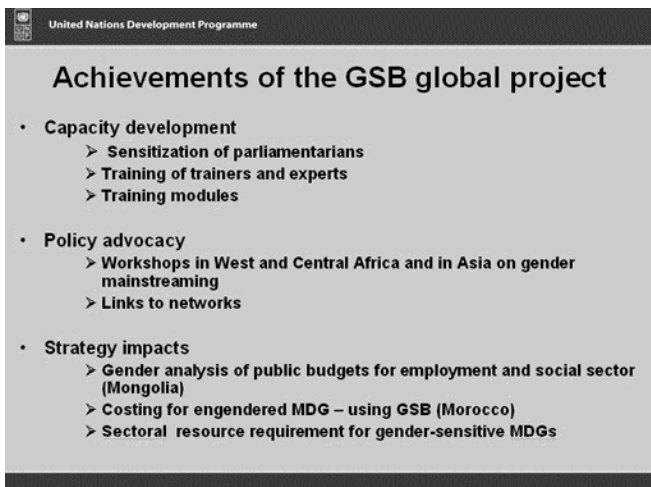 United Nations Development Programme
Achievements of the GSB global project
• Capacity development
➢ Sensitization of parliamentarians
➢ Training of trainers and experts
➢ Training modules
• Policy advocacy
➢ Workshops in West and Central Africa and in Asia on gender
mainstreaming
➢ Links to networks
• Strategy impacts
➢ Gender analysis of public budgets for employment and social sector
(Mongolia)
➢ Costing for engendered MDG – using GSB (Morocco)
➢ Sectoral resource requirement for gender-sensitive MDGs